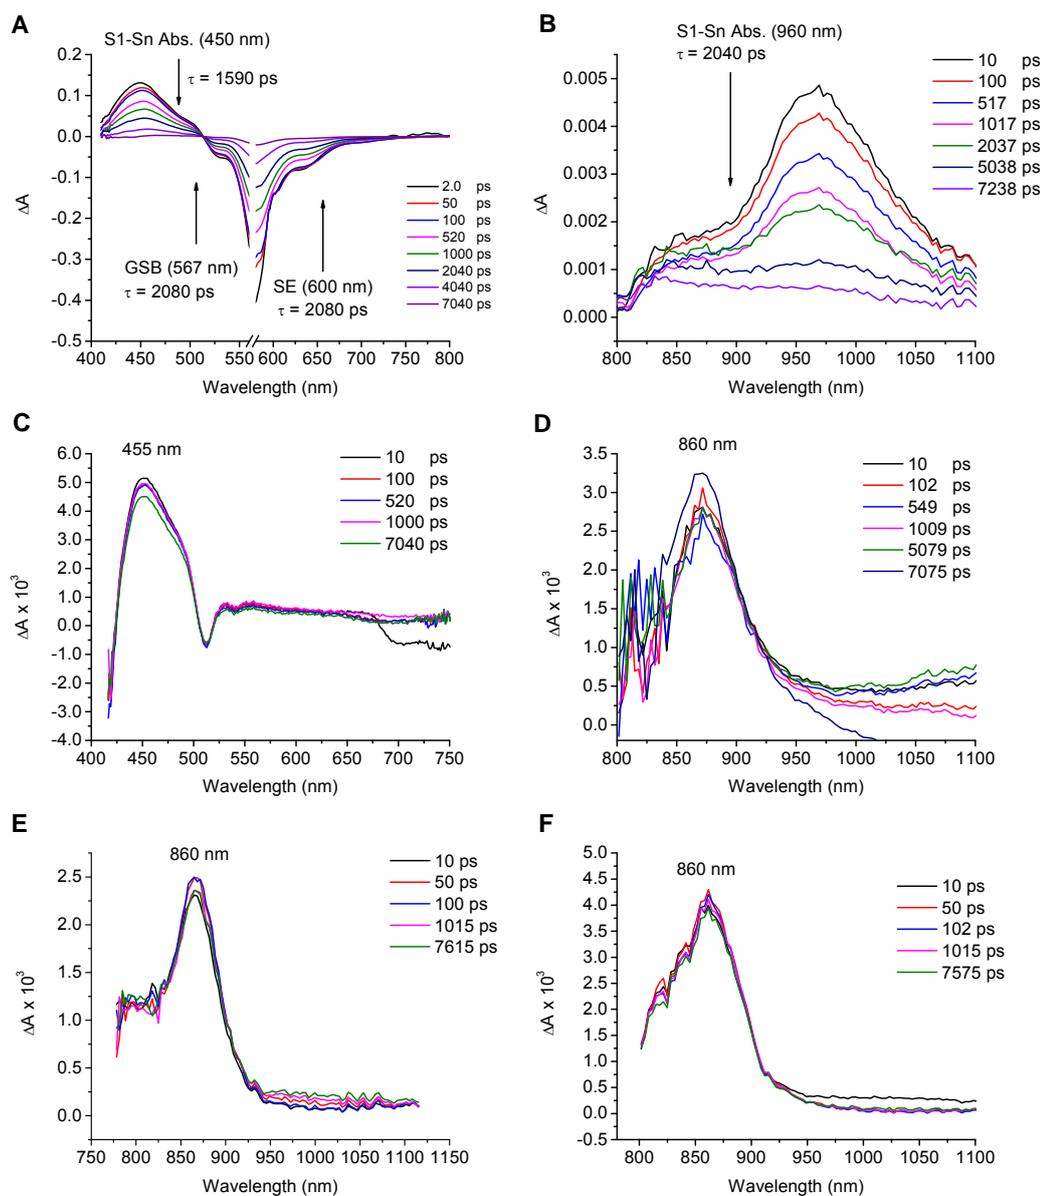 A
S1-Sn Abs. (450 nm)
τ = 1590 ps
0.2
0.1
0.0
-0.1
-0.2
-0.3
-0.4
-0.5
ΔA
GSB (567 nm)
τ = 2080 ps
SE (600 nm)
τ = 2080 ps
2.0 ps
50 ps
100 ps
520 ps
1000 ps
2040 ps
4040 ps
7040 ps
400 450 500 550 600 650 700 750 800
Wavelength (nm)
B
S1-Sn Abs. (960 nm)
τ = 2040 ps
0.005
0.004
0.003
0.002
0.001
0.000
ΔA
10 ps
100 ps
517 ps
1017 ps
2037 ps
5038 ps
7238 ps
800 850 900 950 1000 1050 1100
Wavelength (nm)
C
455 nm
6.0
5.0
4.0
3.0
2.0
1.0
0.0
-1.0
-2.0
-3.0
-4.0
ΔA x 10³
10 ps
100 ps
520 ps
1000 ps
7040 ps
400 450 500 550 600 650 700 750
Wavelength (nm)
D
860 nm
3.5
3.0
2.5
2.0
1.5
1.0
0.5
0.0
ΔA x 10³
10 ps
102 ps
549 ps
1009 ps
5079 ps
7075 ps
800 850 900 950 1000 1050 1100
Wavelength (nm)
E
860 nm
2.5
2.0
1.5
1.0
0.5
0.0
ΔA x 10³
10 ps
50 ps
100 ps
1015 ps
7615 ps
750 800 850 900 950 1000 1050 1100 1150
Wavelength (nm)
F
860 nm
5.0
4.5
4.0
3.5
3.0
2.5
2.0
1.5
1.0
0.5
0.0
-0.5
ΔA x 10³
10 ps
50 ps
102 ps
1015 ps
7575 ps
800 850 900 950 1000 1050 1100
Wavelength (nm)